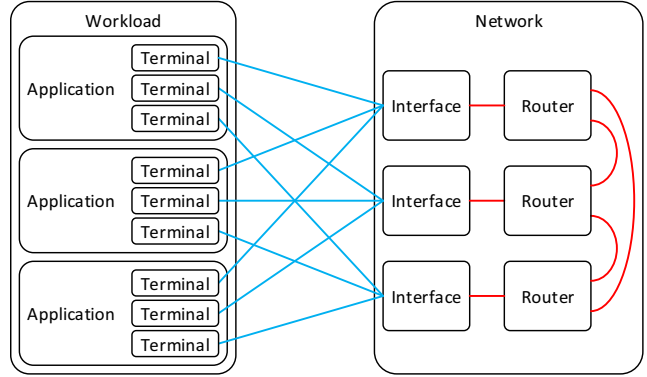 Workload
Network
Terminal
Application
Terminal
Terminal
Interface
Router
Terminal
Application
Terminal
Terminal
Interface
Router
Terminal
Application
Terminal
Terminal
Interface
Router